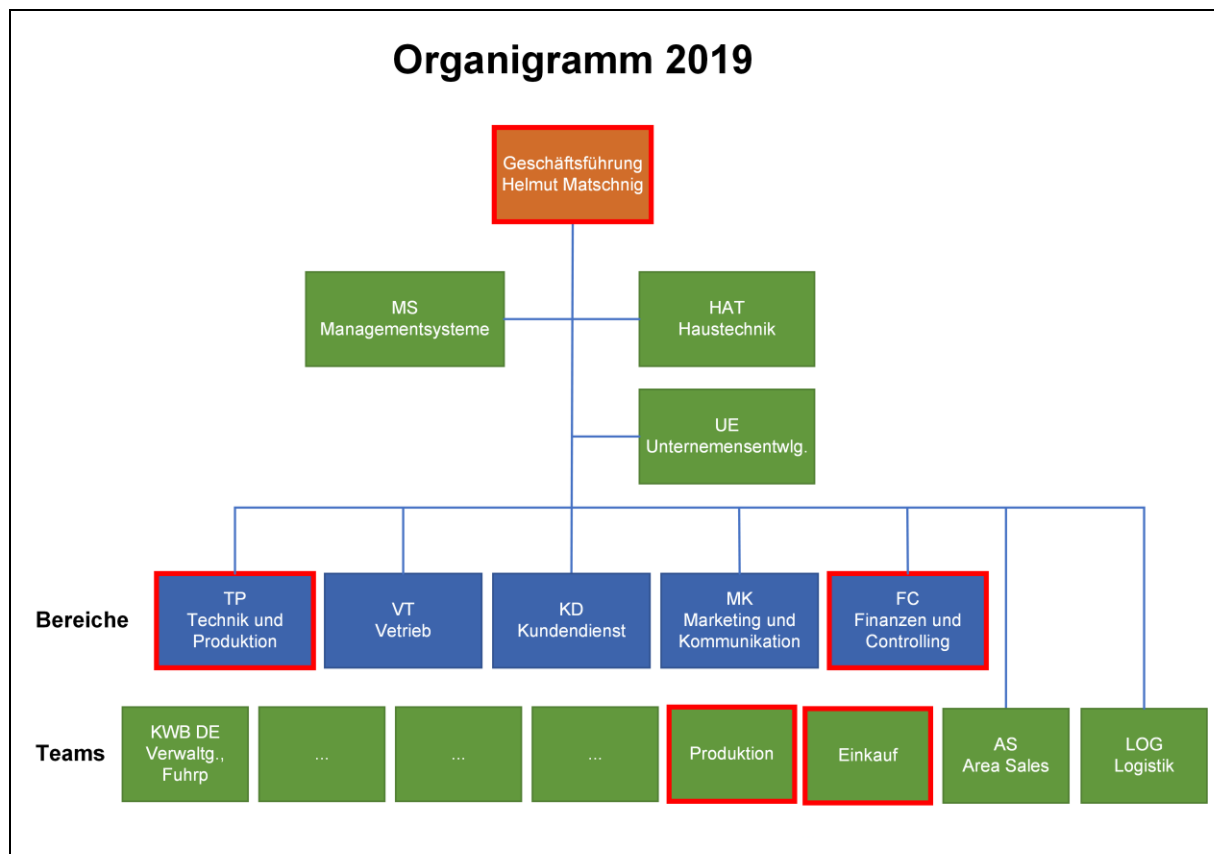 Organigramm 2019
Geschäftsführung
Helmut Matschnig
MS
Managementsysteme
HAT
Haustechnik
UE
Unternemensentwlg.
Bereiche
TP
Technik und
Produktion
VT
Vetrieb
KD
Kundendienst
MK
Marketing und
Kommunikation
FC
Finanzen und
Controlling
Teams
KWB DE
Verwaltg.,
Fuhrp
...
...
...
Produktion
Einkauf
AS
Area Sales
LOG
Logistik